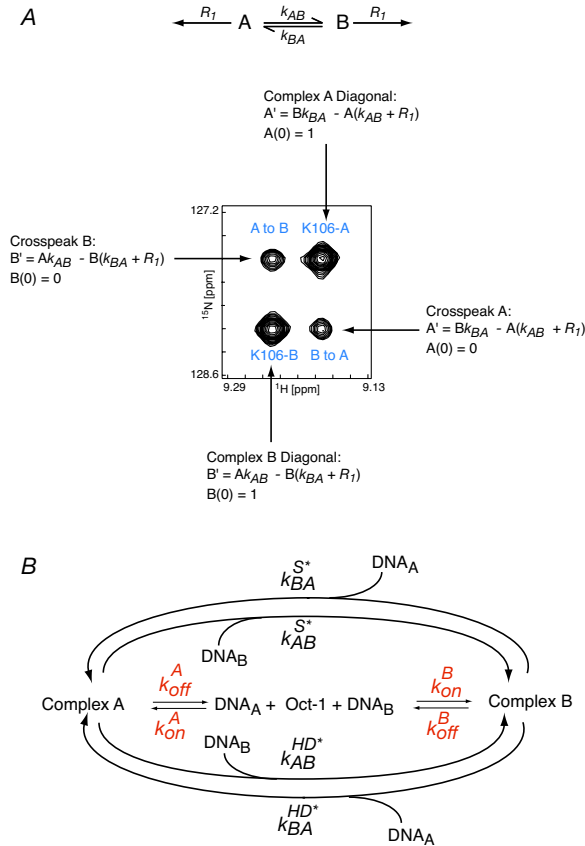 A
R1 A kAB B R1
kBA
Complex A Diagonal:
A' = BkBA - A(kAB + R1)
A(0) = 1
127.2
A to B K106-A
Crosspeak B:
B' = AkAB - B(kBA + R1)
B(0) = 0
15N [ppm]
Crosspeak A:
A' = BkBA - A(kAB + R1)
A(0) = 0
K106-B B to A
128.6
9.29 1H [ppm] 9.13
Complex B Diagonal:
B' = AkAB - B(kBA + R1)
B(0) = 1
B
kBA S* DNAA
kAB S*
DNAB
koff A kon B
Complex A DNAA + Oct-1 + DNAB Complex B
kon A koff B
DNAB
kAB HD*
kBA HD*
DNAA